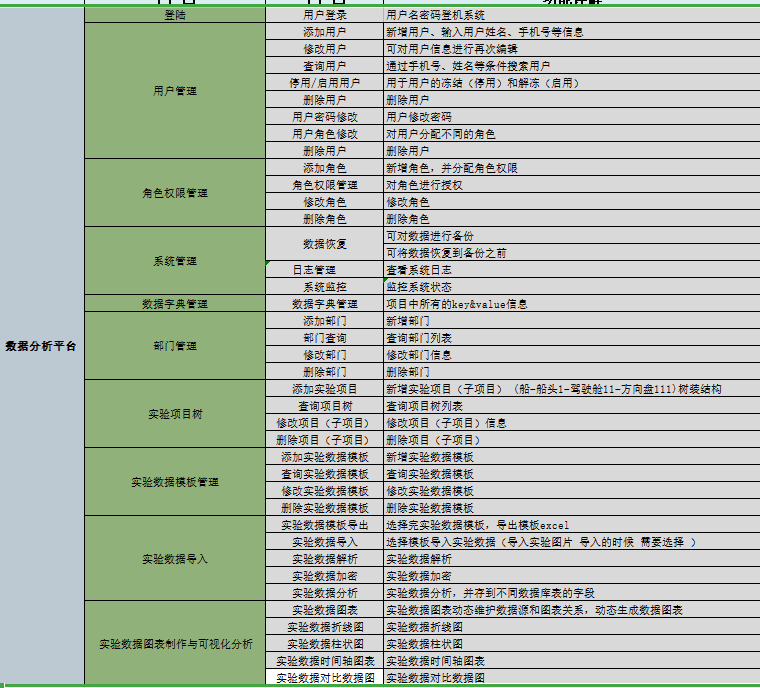 登陆 用户登录 用户名密码登机系统
添加用户 新增用户、输入用户姓名、手机号等信息
修改用户 可对用户信息进行再次编辑
查询用户 通过手机号、姓名等条件搜索用户
用户管理 停用/启用用户 用于用户的冻结（停用）和解冻（启用）
删除用户 删除用户
用户密码修改 用户修改密码
用户角色修改 对用户分配不同的角色
删除用户 删除用户
添加角色 新增角色，并分配角色权限
角色权限管理 角色权限管理 对角色进行授权
修改角色 修改角色
删除角色 删除角色
数据恢复 可对数据进行备份
可将数据恢复到备份之前
系统管理 日志管理 查看系统日志
系统监控 监控系统状态
数据字典管理 数据字典管理 项目中所有的key&value信息
添加部门 新增部门
数据分析平台 部门管理 部门查询 查询部门列表
修改部门 修改部门信息
删除部门 删除部门
添加实验项目 新增实验项目（子项目）（船-船头1-驾驶舱11-方向盘111)树装结构
实验项目树 查询项目树 查询项目树列表
修改项目（子项目） 修改项目（子项目）信息
删除项目（子项目） 删除项目（子项目）
添加实验数据模板 新增实验数据模板
实验数据模板管理 查询实验数据模板 查询实验数据模板
修改实验数据模板 修改实验数据模板
删除实验数据模板 删除实验数据模板
实验数据模板导出 选择完实验数据模板，导出模板excel
实验数据导入 选择模板导入实验数据（导入实验图片 导入的时候 需要选择 ）
实验数据导入 实验数据解析 实验数据解析
实验数据加密 实验数据加密
实验数据分析 实验数据分析，并存到不同数据库表的字段
实验数据图表 实验数据图表动态维护数据源和图表关系，动态生成数据图表
实验数据折线图 实验数据折线图
实验数据图表制作与可视化分析 实验数据柱状图 实验数据柱状图
实验数据时间轴图表 实验数据时间轴图表
实验数据对比数据图 实验数据对比数据图